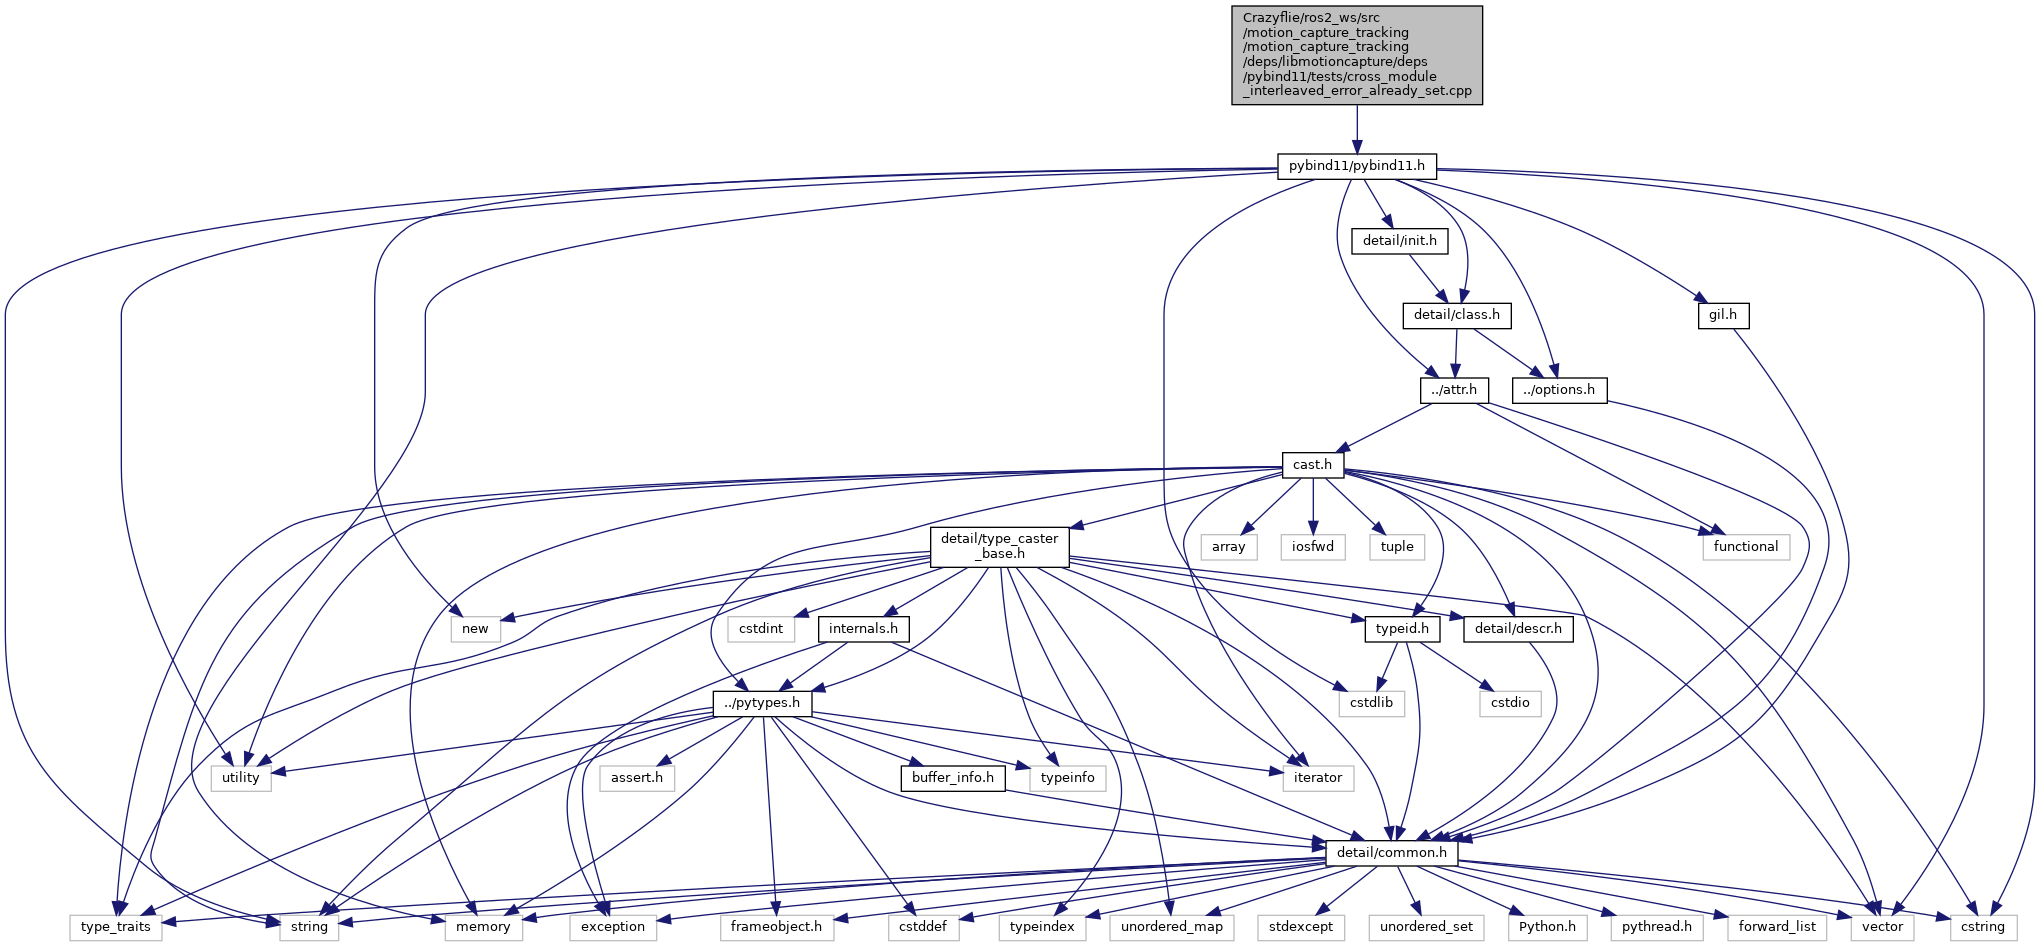 Crazyflie/ros2_ws/src
/motion_capture_tracking
/motion_capture_tracking
/deps/libmotioncapture/deps
/pybind11/tests/cross_module
_interleaved_error_already_set.cpp
pybind11/pybind11.h
detail/init.h
detail/class.h
gil.h
../attr.h
../options.h
cast.h
detail/type_caster
_base.h
array
iosfwd
tuple
functional
new
cstdint
internals.h
typeid.h
detail/descr.h
../pytypes.h
cstdlib
cstdio
utility
assert.h
buffer_info.h
typeinfo
iterator
detail/common.h
type_traits
string
memory
exception
frameobject.h
cstddef
typeindex
unordered_map
stdexcept
unordered_set
Python.h
pythread.h
forward_list
vector
cstring